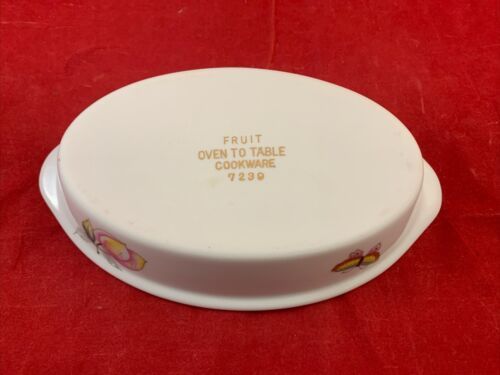 FRUIT
OVEN TO TABLE
COOKWARE
7239